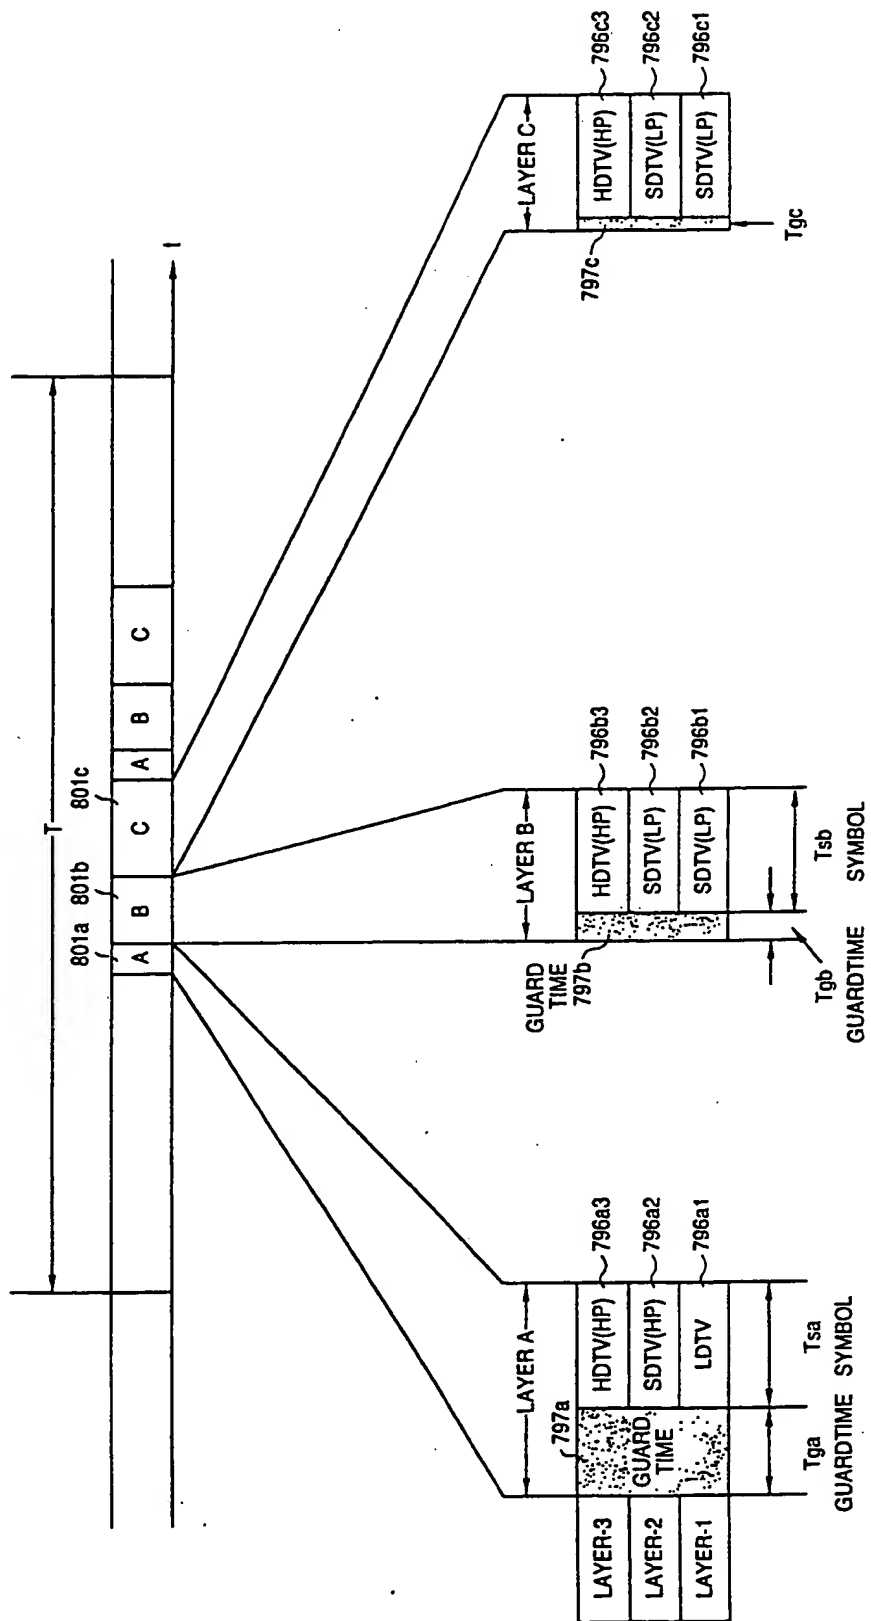 T
801a
801b
801c
A
B
C
A
B
C
t
LAYER A
LAYER B
LAYER C
797a
GUARD TIME
797b
797c
LAYER-3
GUARD
TIME
HDTV(HP)
796a3
HDTV(HP)
796b3
HDTV(HP)
796c3
LAYER-2
SDTV(HP)
796a2
SDTV(LP)
796b2
SDTV(LP)
796c2
LAYER-1
LDTV
796a1
SDTV(LP)
796b1
SDTV(LP)
796c1
Tga
Tsa
Tgb
Tsb
Tgc
GUARDTIME SYMBOL
GUARDTIME SYMBOL